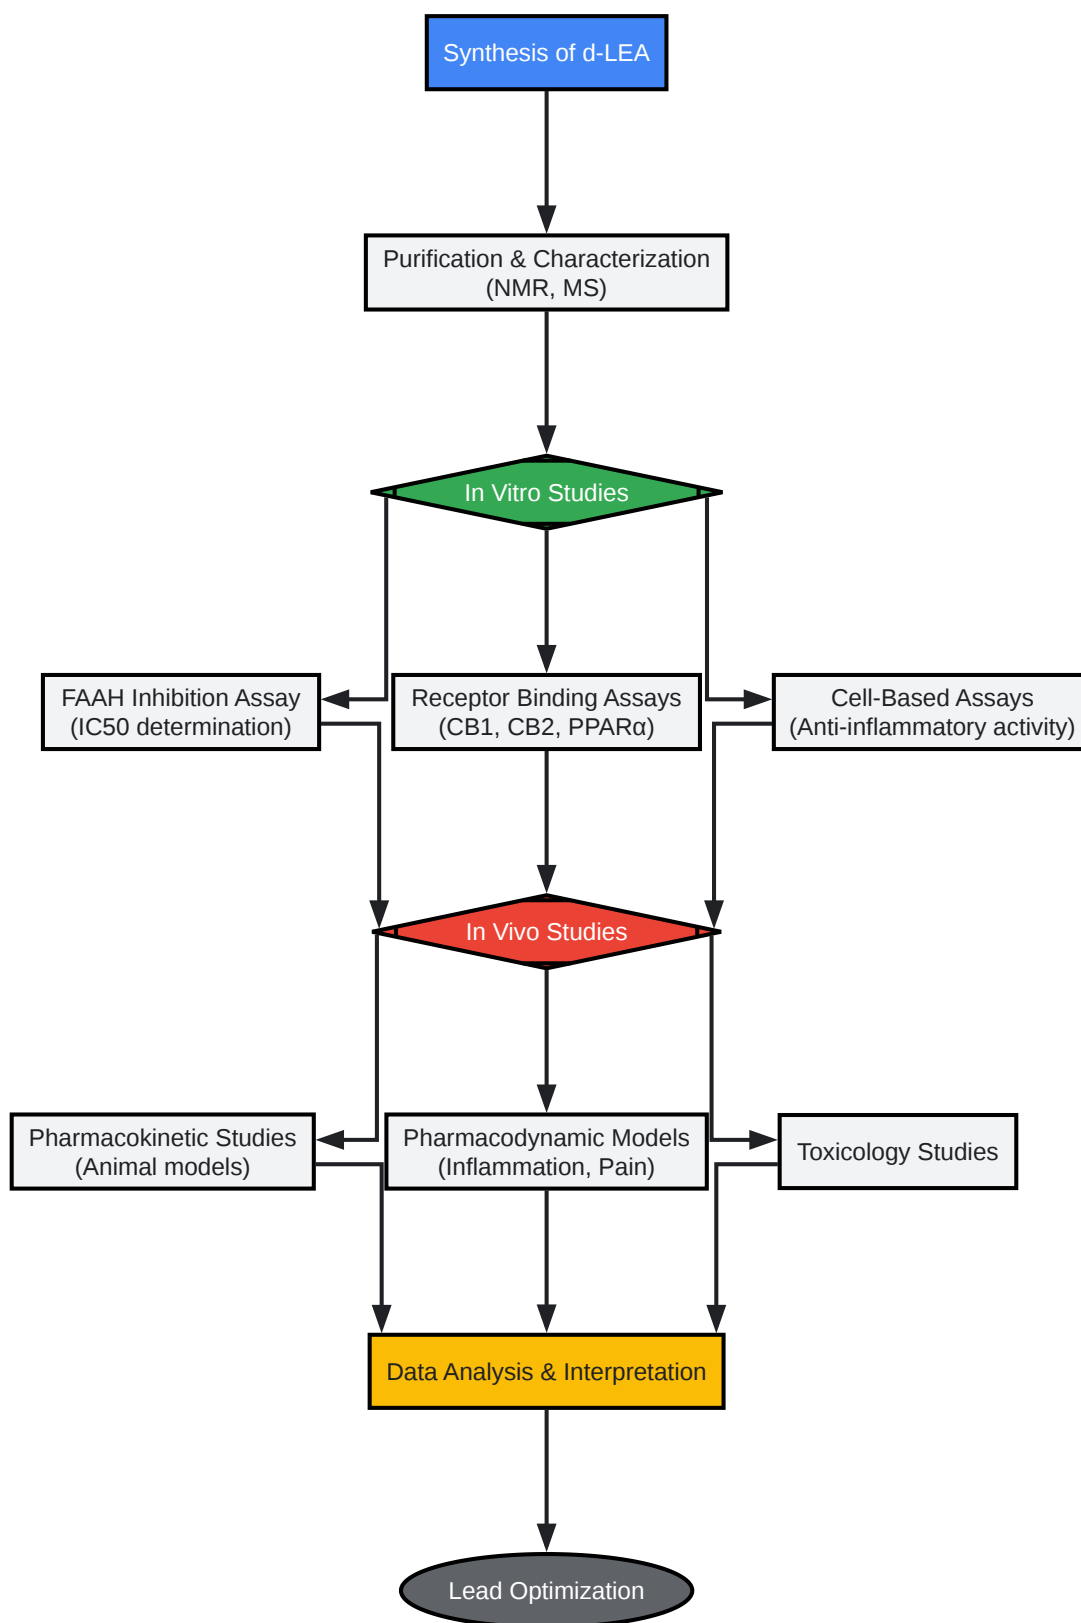 Synthesis of d-LEA
Purification & Characterization
(NMR, MS)
In Vitro Studies
FAAH Inhibition Assay
(IC50 determination)
Receptor Binding Assays
(CB1, CB2, PPARα)
Cell-Based Assays
(Anti-inflammatory activity)
In Vivo Studies
Pharmacokinetic Studies
(Animal models)
Pharmacodynamic Models
(Inflammation, Pain)
Toxicology Studies
Data Analysis & Interpretation
Lead Optimization